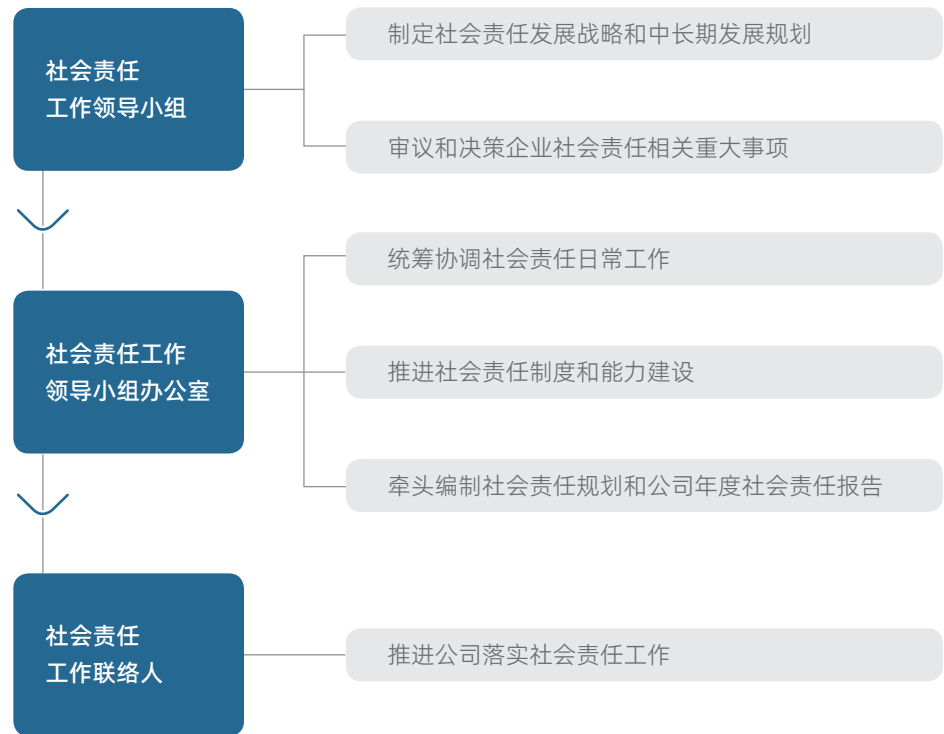 社会责任
工作领导小组
制定社会责任发展战略和中长期发展规划
审议和决策企业社会责任相关重大事项
社会责任工作
领导小组办公室
统筹协调社会责任日常工作
推进社会责任制度和能力建设
牵头编制社会责任规划和公司年度社会责任报告
社会责任
工作联络人
推进公司落实社会责任工作